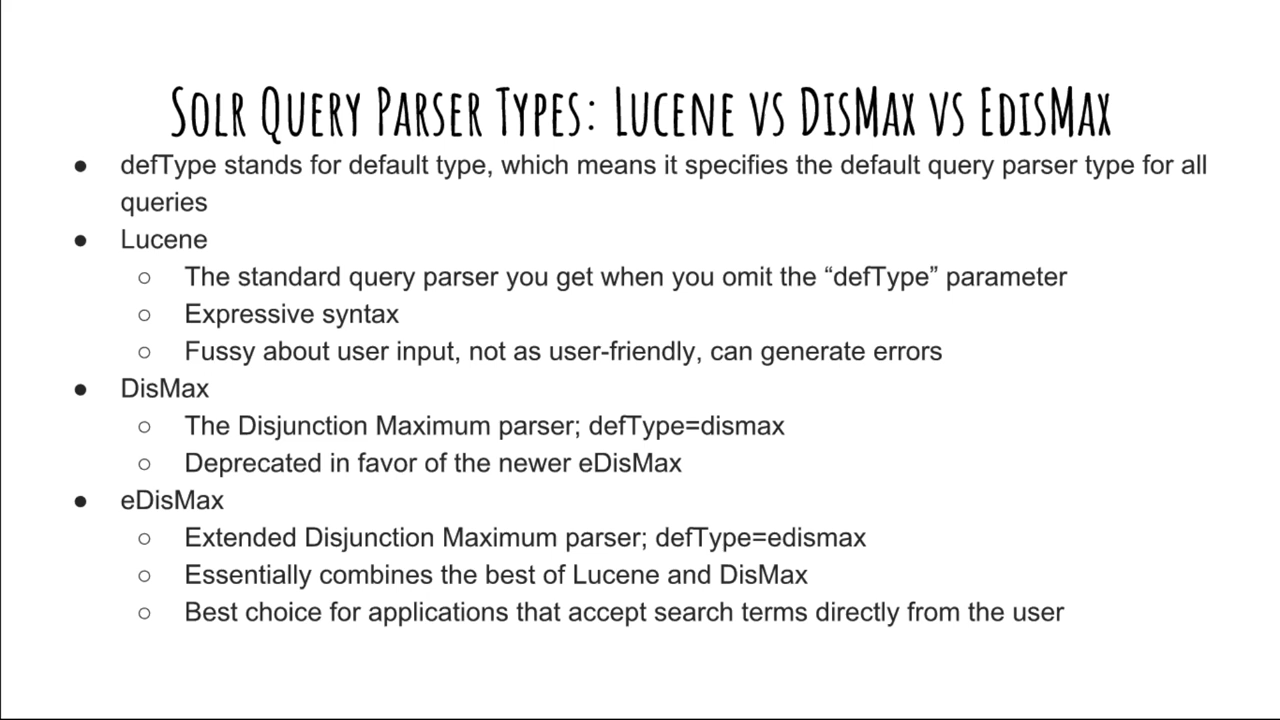 Solr Query Parser Types: Lucene vs DisMax vs EdisMax
● defType stands for default type, which means it specifies the default query parser type for all
queries
● Lucene
○ The standard query parser you get when you omit the “defType” parameter
○ Expressive syntax
○ Fussy about user input, not as user-friendly, can generate errors
● DisMax
○ The Disjunction Maximum parser; defType=dismax
○ Deprecated in favor of the newer eDisMax
● eDisMax
○ Extended Disjunction Maximum parser; defType=edismax
○ Essentially combines the best of Lucene and DisMax
○ Best choice for applications that accept search terms directly from the user